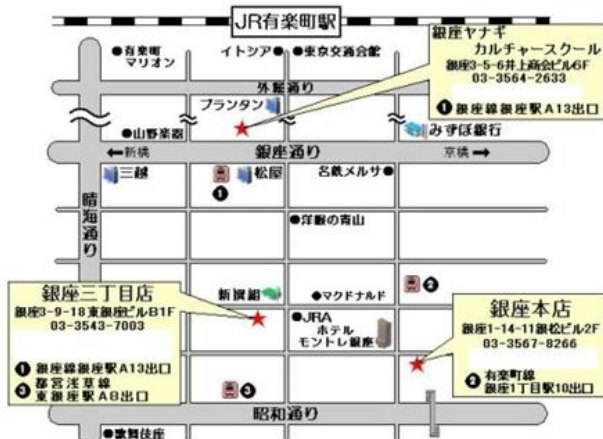 JR有楽町駅
●有楽町
マリオン
イトシア●
●東京交通会館
銀座ヤナギ
カルチャースクール
銀座3-5-6井上商会ビル6F
03-3564-2633
❶銀座線銀座駅A13出口
外堀通り
プランタン
●山野楽器
みずほ銀行
←新橋
銀座通り
京橋→
三越
松屋
名鉄メルサ●
❶
晴海通り
●洋服の青山
❷
銀座三丁目店
銀座3-9-18東銀座ビルB1F
03-3543-7003
❶銀座線銀座駅A13出口
❸都営浅草線
東銀座駅A8出口
新撰組
●マクドナルド
●JRA
ホテル
モントレ銀座
銀座本店
銀座1-14-11銀松ビル2F
03-3567-8266
❷有楽町線
銀座1丁目駅10出口
❸
昭和通り
●歌舞伎座